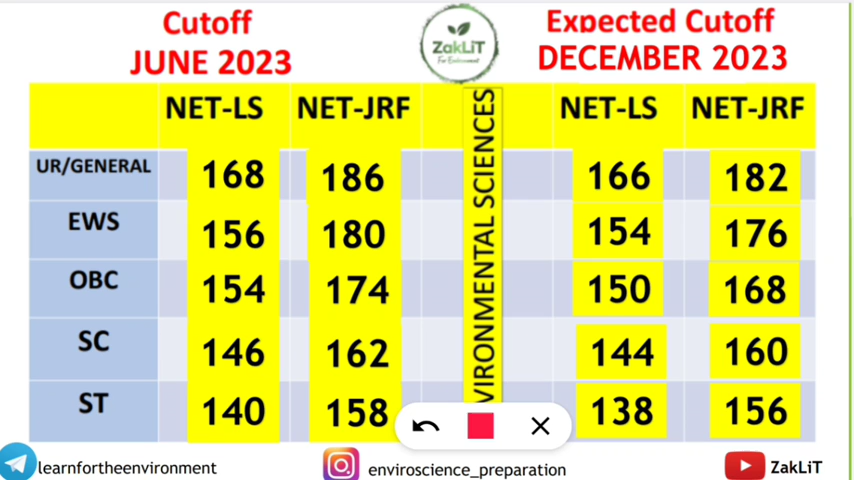 Cutoff
JUNE 2023
ZakLiT
For Environment
Expected Cutoff
DECEMBER 2023
NET-LS NET-JRF NET-LS NET-JRF
UR/GENERAL 168 186 166 182
EWS 156 180 154 176
OBC 154 174 150 168
SC 146 162 144 160
ST 140 158 138 156
VIRONMENTAL SCIENCES
learnfortheenvironment
enviroscience_preparation
ZakLiT